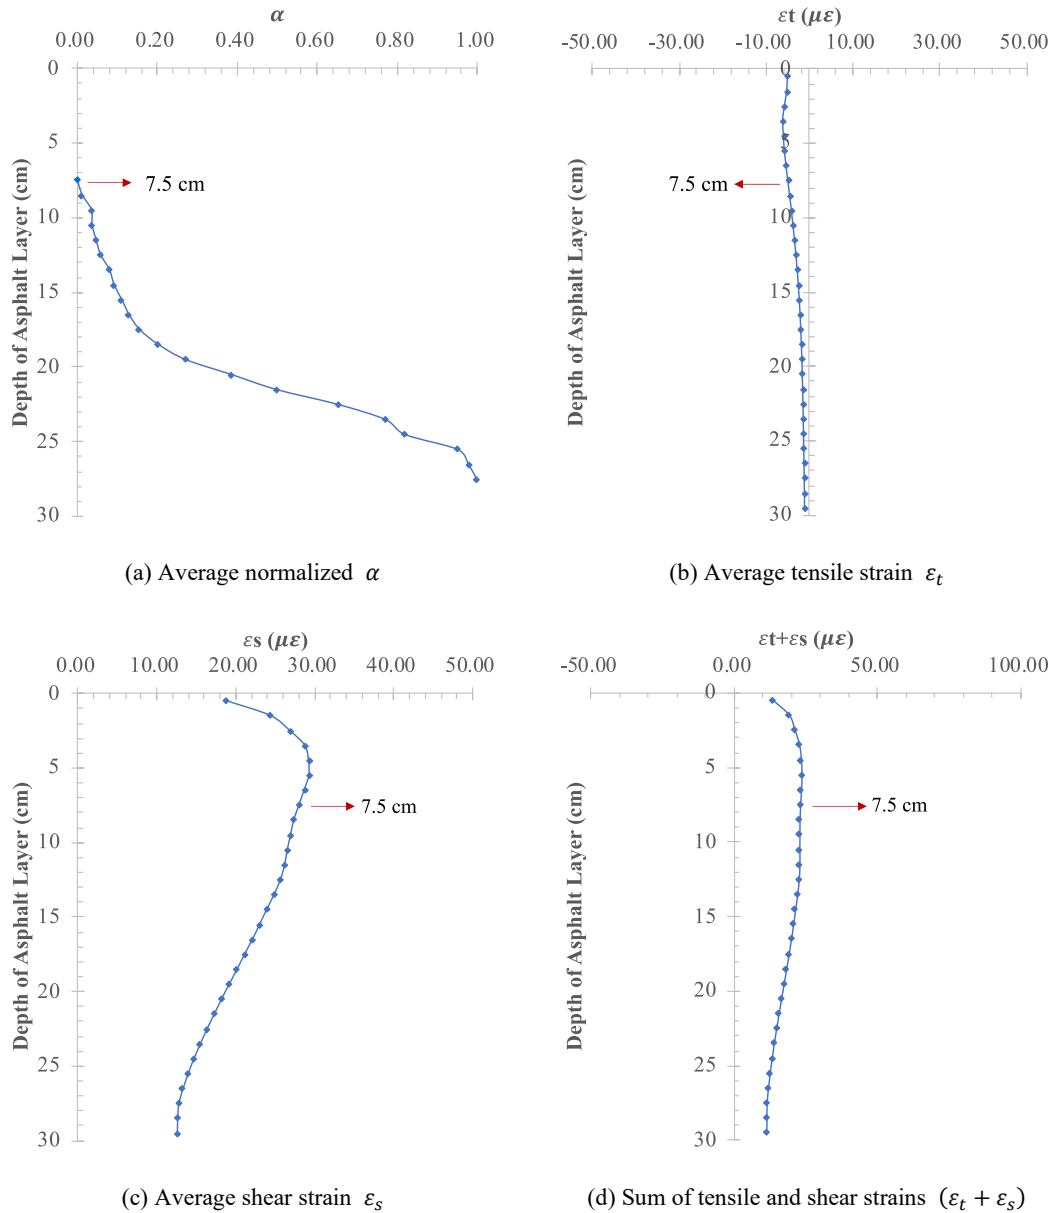 α
0.00 0.20 0.40 0.60 0.80 1.00
0
5
10
15
20
25
30
Depth of Asphalt Layer (cm)
7.5 cm
(a) Average normalized α
εt (με)
-50.00 -30.00 -10.00 10.00 30.00 50.00
0
5
10
15
20
25
30
Depth of Asphalt Layer (cm)
7.5 cm
(b) Average tensile strain εₜ
εs (με)
0.00 10.00 20.00 30.00 40.00 50.00
0
5
10
15
20
25
30
Depth of Asphalt Layer (cm)
7.5 cm
(c) Average shear strain εₛ
εt+εs (με)
-50.00 0.00 50.00 100.00
0
5
10
15
20
25
30
Depth of Asphalt Layer (cm)
7.5 cm
(d) Sum of tensile and shear strains (εₜ + εₛ)